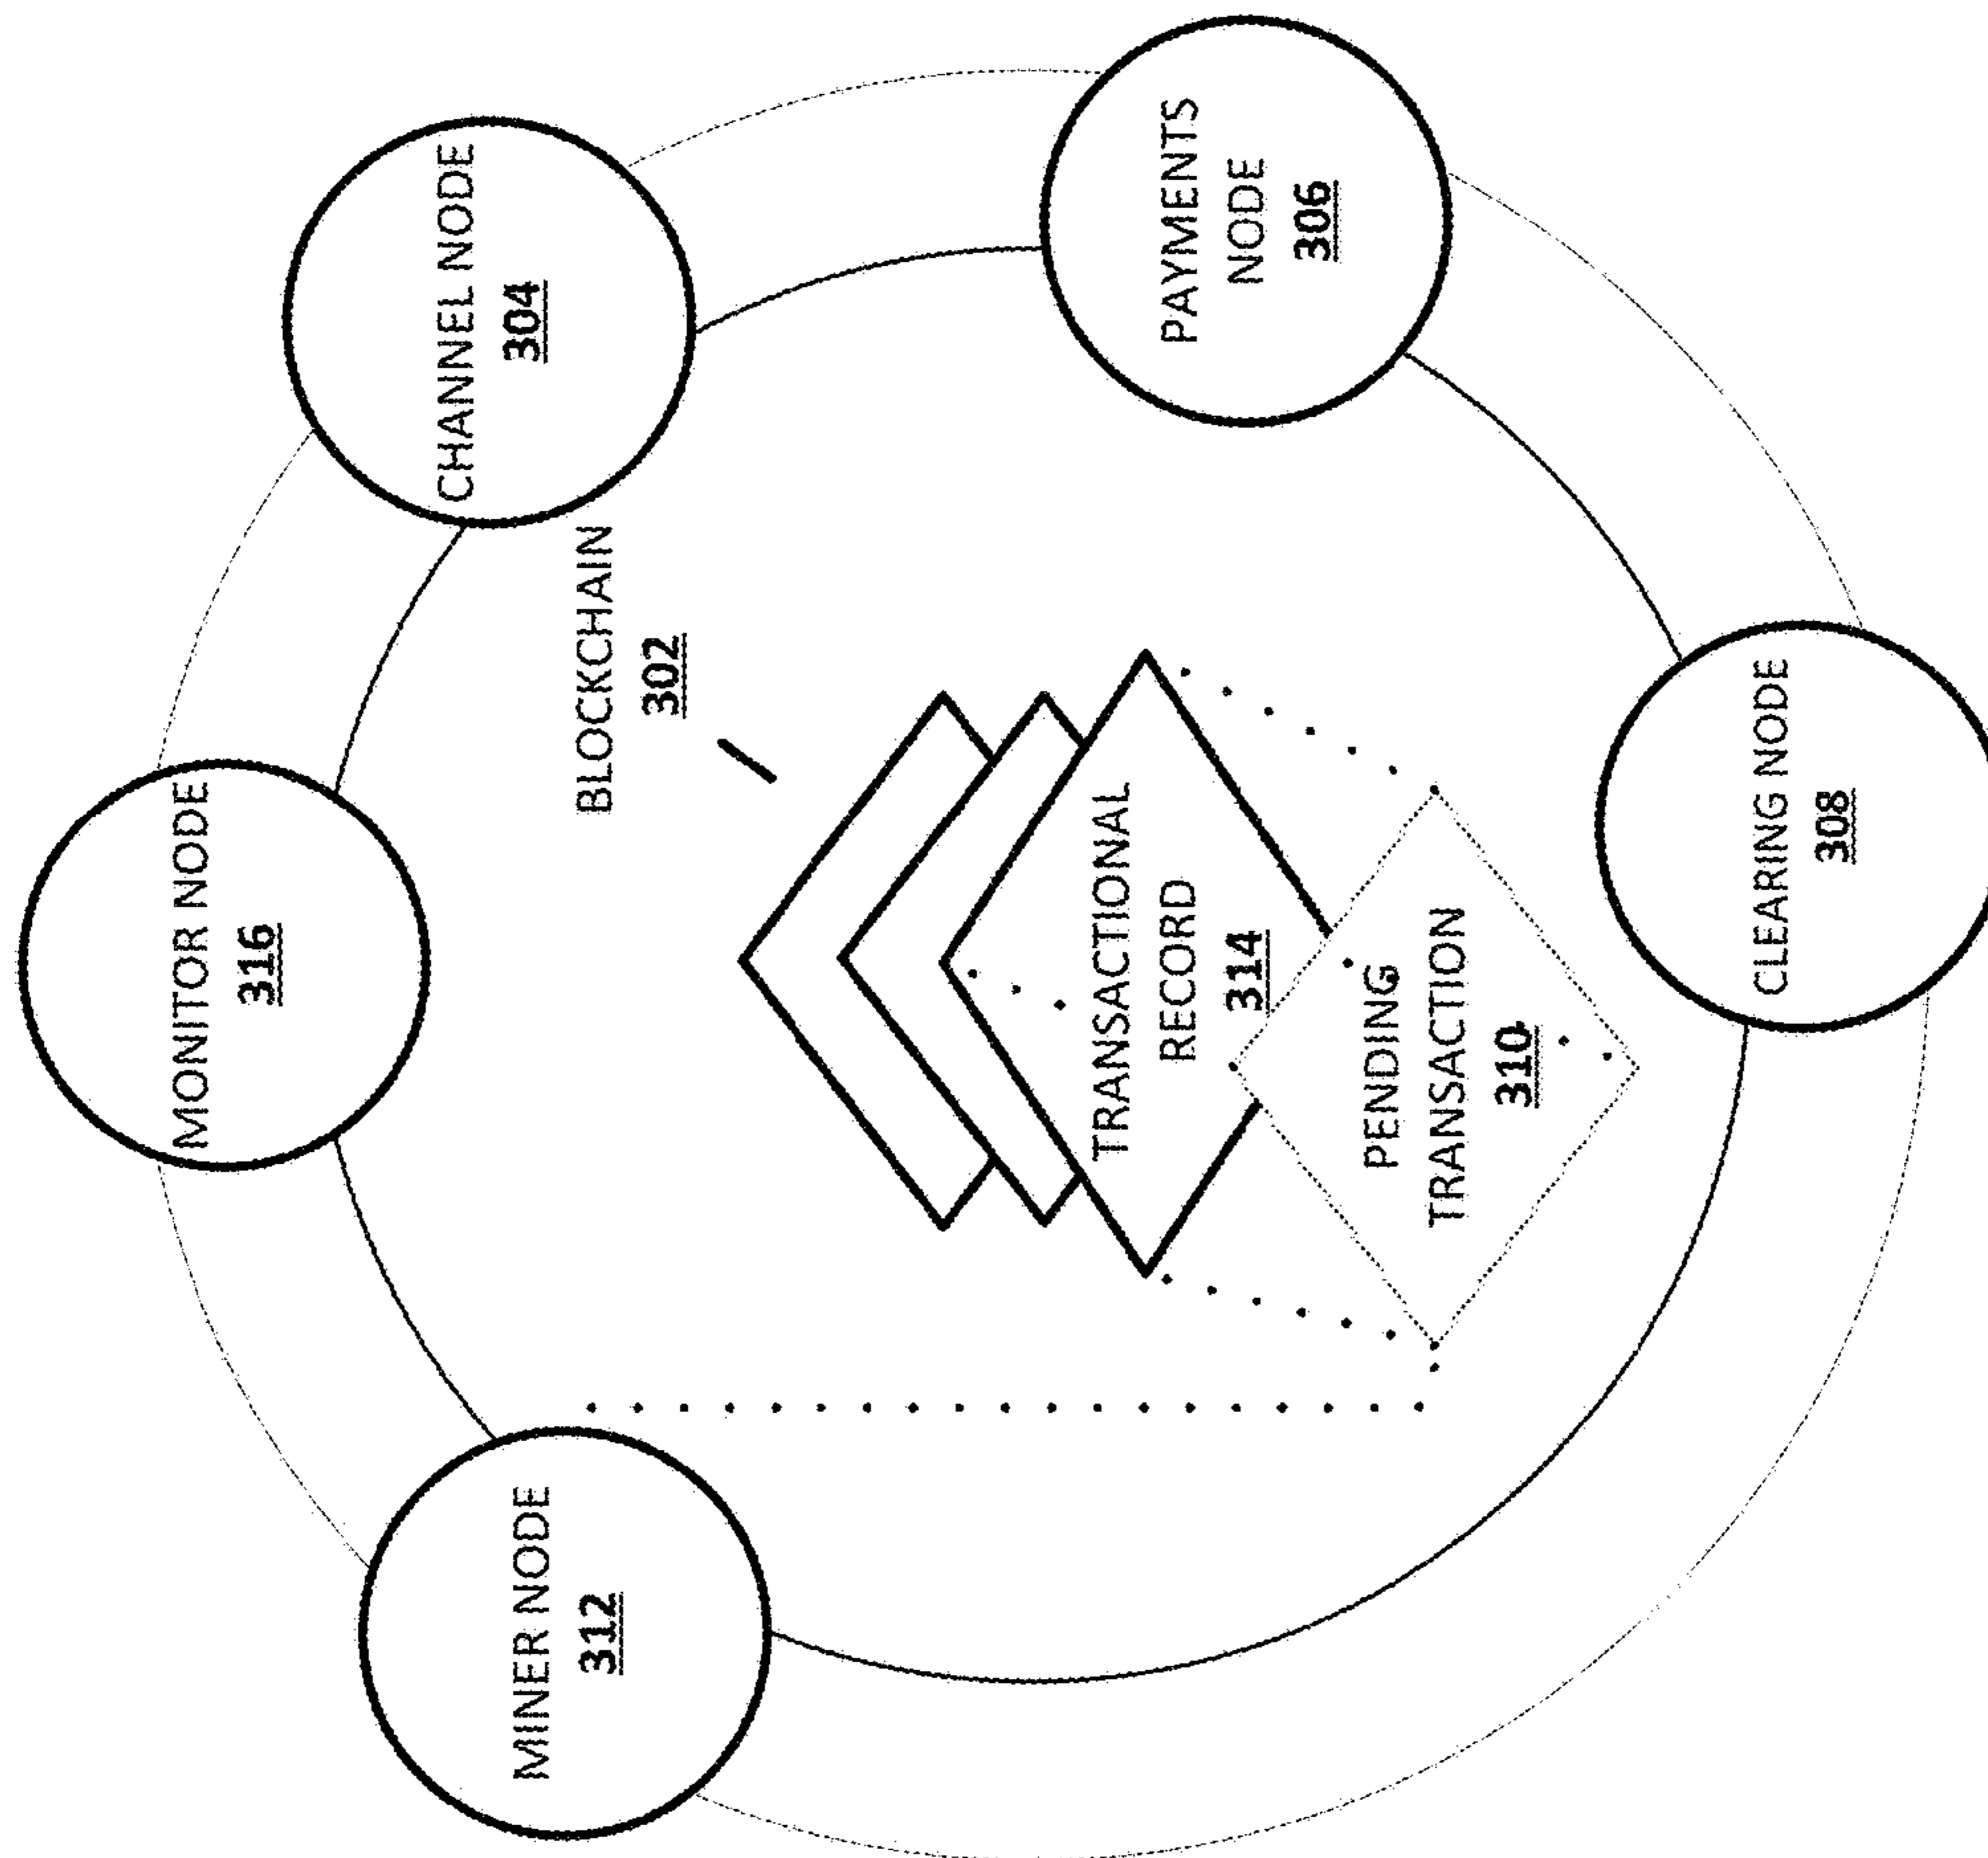 MONITOR NODE
316
CHANNEL NODE
304
MINER NODE
312
BLOCKCHAIN
302
TRANSACTIONAL
RECORD
314
PAYMENTS
NODE
306
PENDING
TRANSACTION
310
CLEARING NODE
308